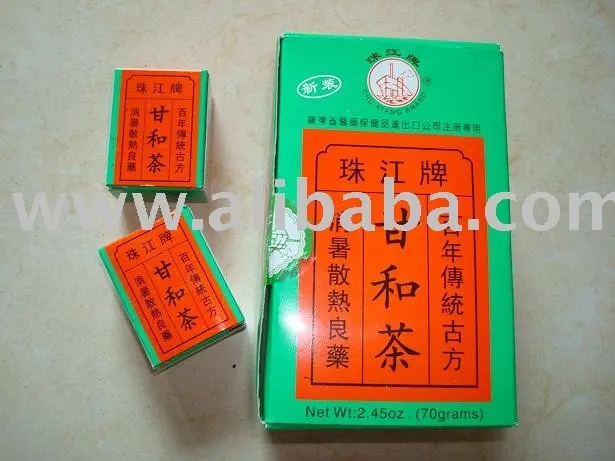 珠江牌
百年傳統古方
甘和茶
消暑散熱良藥
珠江牌
百年傳統古方
甘和茶
消暑散熱良藥
珠江牌
新裝
廣東省醫藥保健品進出口公司注冊專用
珠江牌
百年傳統古方
甘和茶
消暑散熱良藥
Net Wt:2.45oz. (70grams)
www.alibaba.com